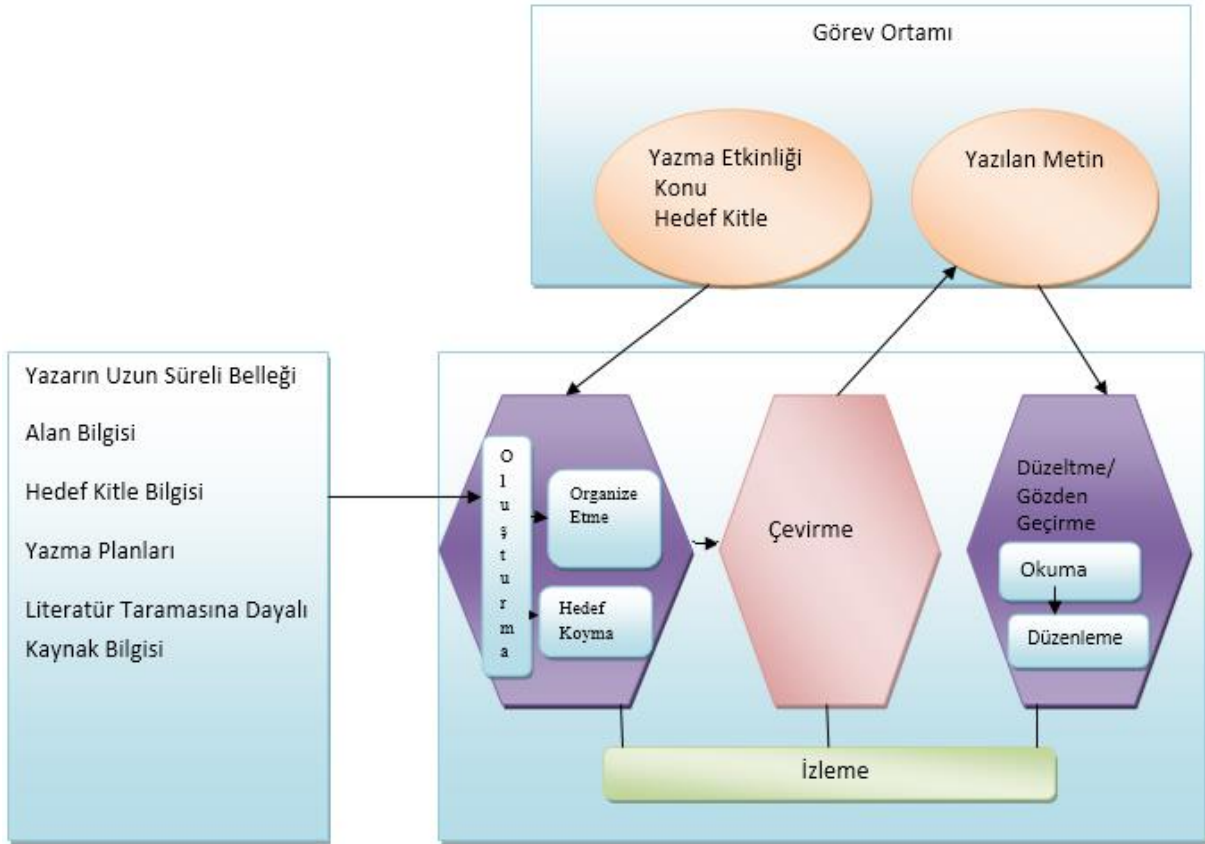 Görev Ortamı
Yazma Etkinliği
Konu
Hedef Kitle
Yazılan Metin
Yazarın Uzun Süreli Belleği
Alan Bilgisi
Hedef Kitle Bilgisi
Yazma Planları
Literatür Taramasına Dayalı
Kaynak Bilgisi
Oluşturma
Organize
Etme
Hedef
Koyma
Çevirme
Düzeltme/
Gözden
Geçirme
Okuma
Düzenleme
İzleme